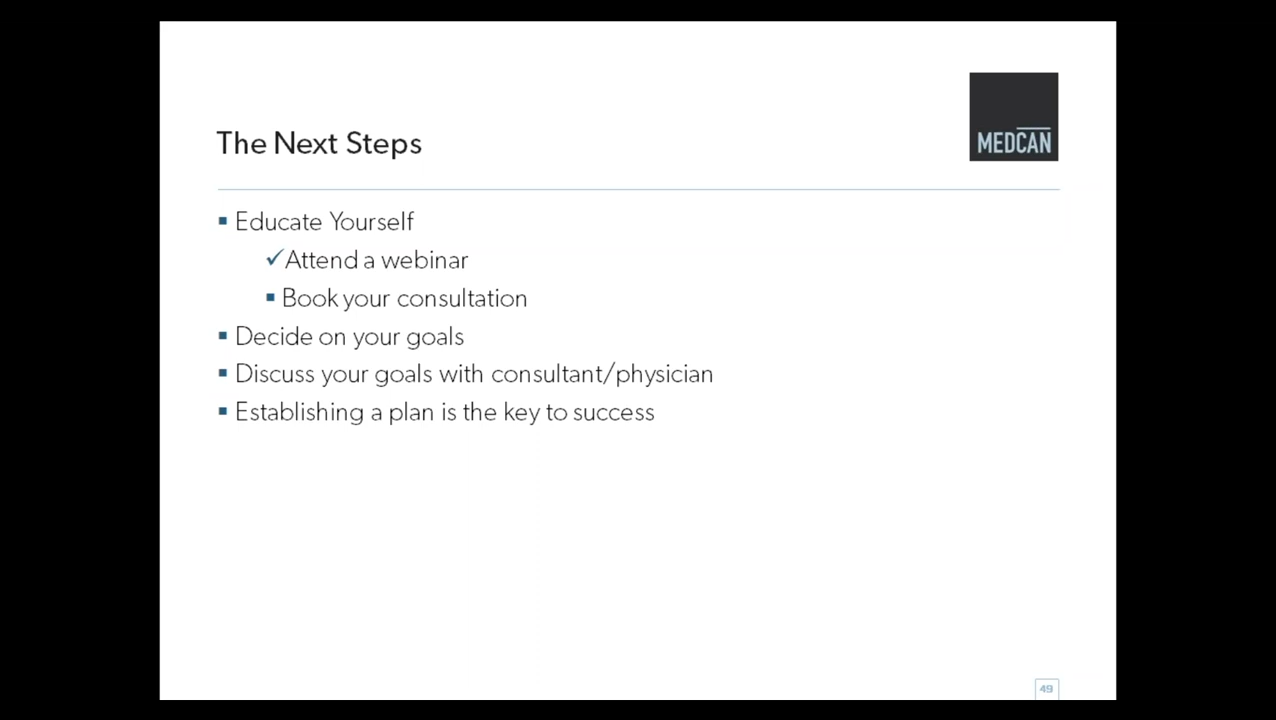 MEDCAN
The Next Steps
Educate Yourself
Attend a webinar
Book your consultation
Decide on your goals
Discuss your goals with consultant/physician
Establishing a plan is the key to success
49